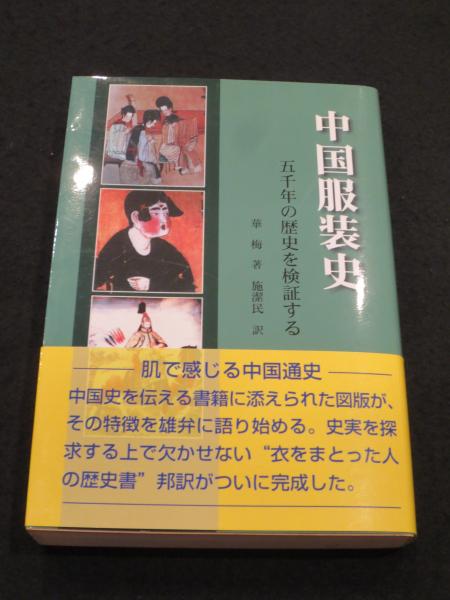 中国服装史
五千年の歴史を検証する
華 梅 著 施潔民 訳
肌で感じる中国通史
中国史を伝える書籍に添えられた図版が、
その特徴を雄弁に語り始める。史実を探
求する上で欠かせない“衣をまとった人
の歴史書”邦訳がついに完成した。